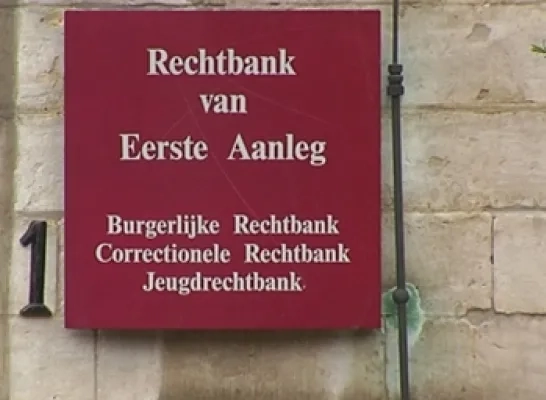 Rechtbank
van
Eerste Aanleg
Burgerlijke Rechtbank
Correctionele Rechtbank
Jeugdrechtbank
1